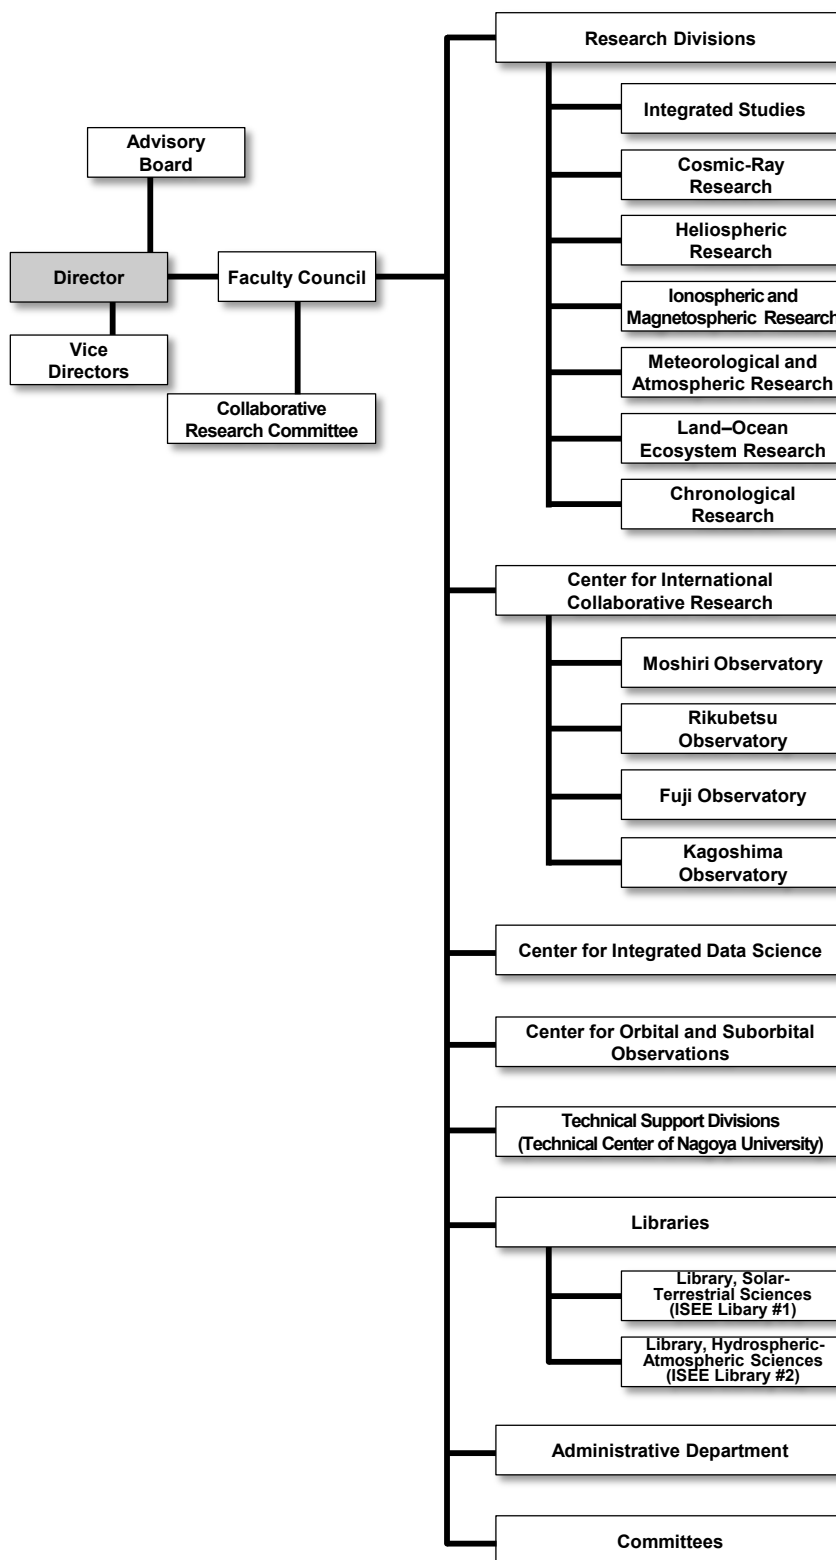 Research Divisions
Integrated Studies
Advisory
Board
Cosmic-Ray
Research
Heliospheric
Research
Director
Faculty Council
Ionospheric and
Magnetospheric Research
Vice
Directors
Meteorological and
Atmospheric Research
Collaborative
Research Committee
Land–Ocean
Ecosystem Research
Chronological
Research
Center for International
Collaborative Research
Moshiri Observatory
Rikubetsu
Observatory
Fuji Observatory
Kagoshima
Observatory
Center for Integrated Data Science
Center for Orbital and Suborbital
Observations
Technical Support Divisions
(Technical Center of Nagoya University)
Libraries
Library, Solar-
Terrestrial Sciences
(ISEE Libary #1)
Library, Hydrospheric-
Atmospheric Sciences
(ISEE Library #2)
Administrative Department
Committees